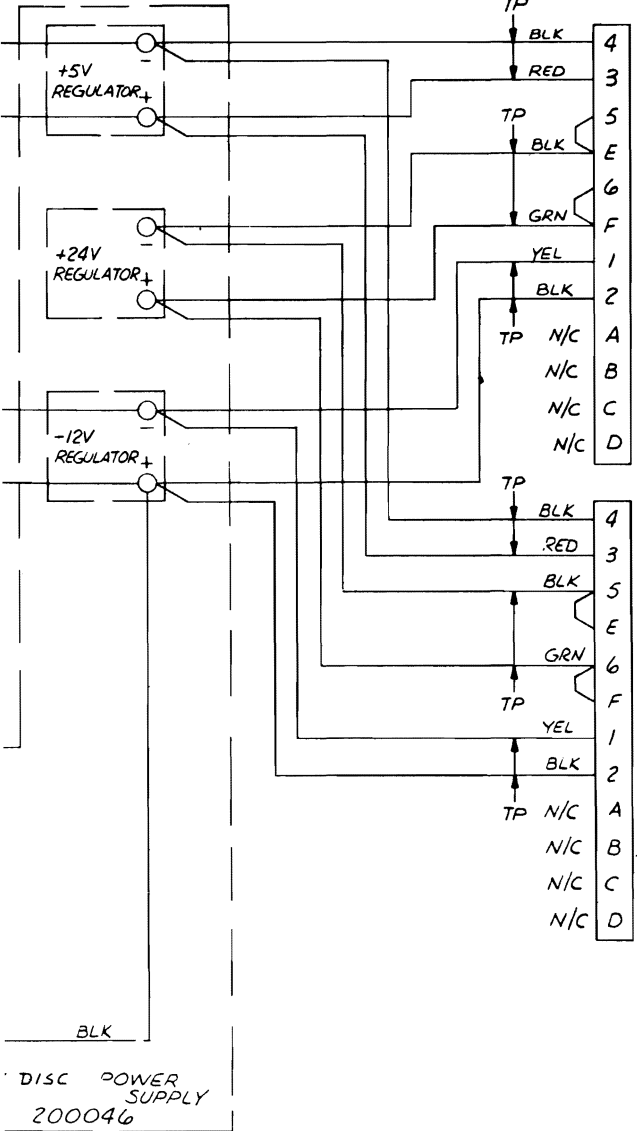 TP
BLK 4
+5V
REGULATOR
-
+
RED 3
5
TP
BLK E
6
GRN F
+24V
REGULATOR
-
+
YEL 1
BLK 2
TP
N/C A
N/C B
N/C C
N/C D
-12V
REGULATOR
-
+
TP
BLK 4
RED 3
BLK 5
E
GRN 6
TP
F
YEL 1
BLK 2
TP
N/C A
N/C B
N/C C
N/C D
BLK
DISC POWER
SUPPLY
200046